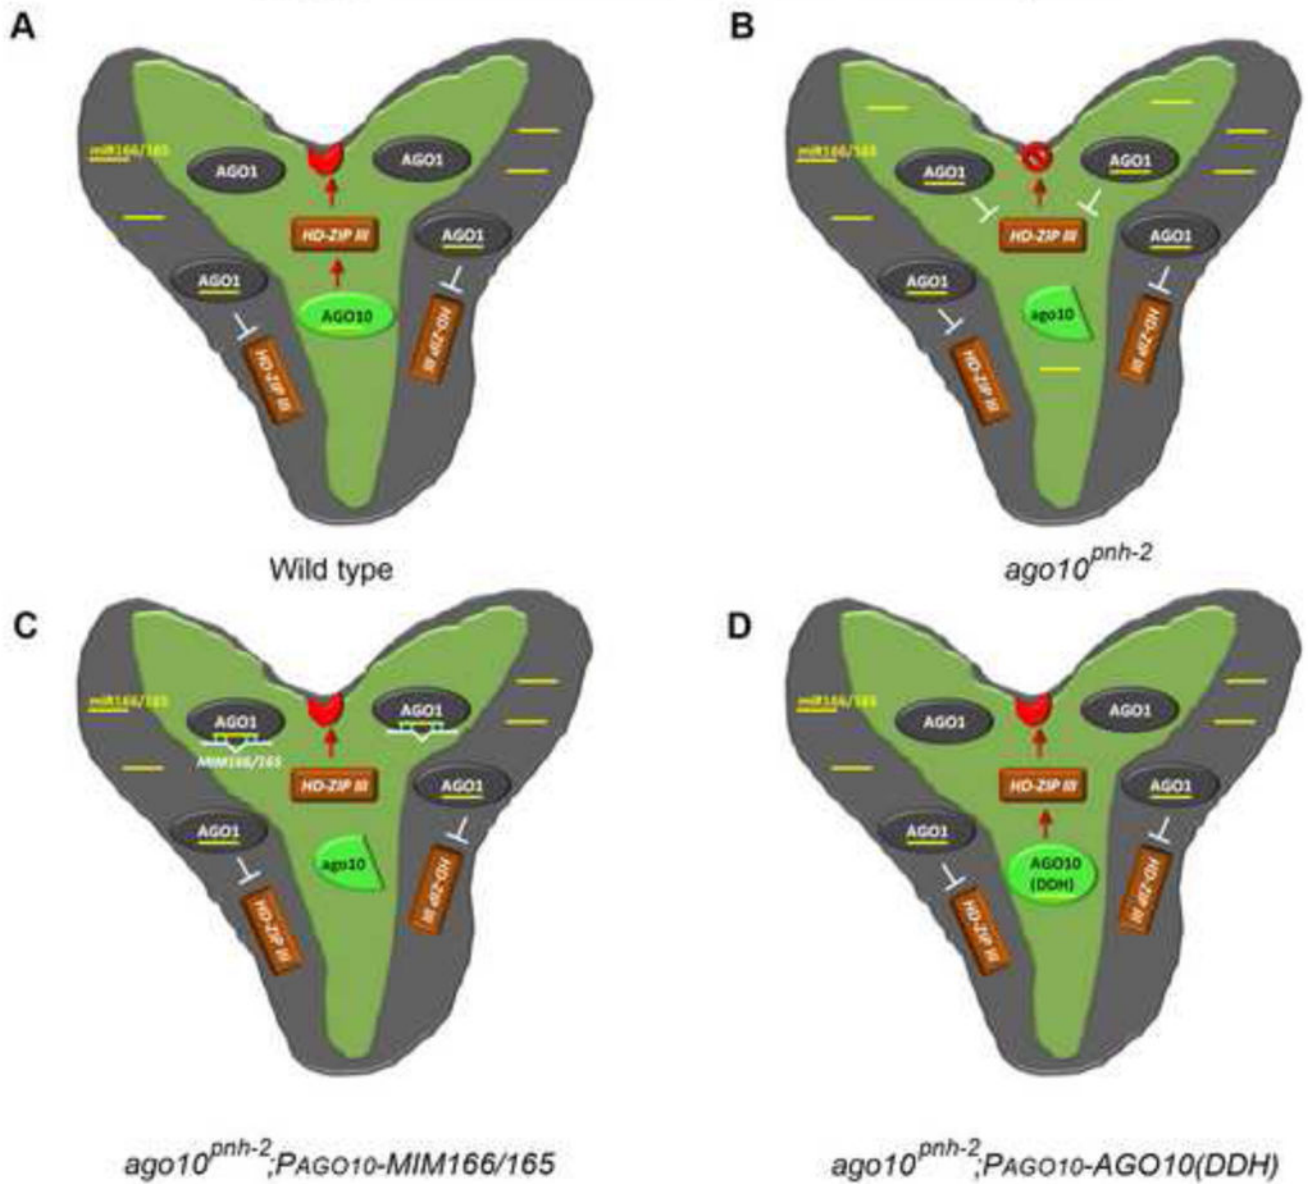 A
miR166/165
AGO1
AGO1
HD-ZIP III
AGO1
AGO1
AGO10
HD-ZIP III
HD-ZIP III
Wild type
B
miR166/165
AGO1
AGO1
HD-ZIP III
AGO1
AGO1
ago10
HD-ZIP III
HD-ZIP III
ago10pnh-2
C
miR166/165
AGO1
AGO1
MIM166/165
HD-ZIP III
AGO1
AGO1
ago10
HD-ZIP III
HD-ZIP III
ago10pnh-2;PAGO10-MIM166/165
D
miR166/165
AGO1
AGO1
HD-ZIP III
AGO1
AGO1
AGO10
(DDH)
HD-ZIP III
HD-ZIP III
ago10pnh-2;PAGO10-AGO10(DDH)